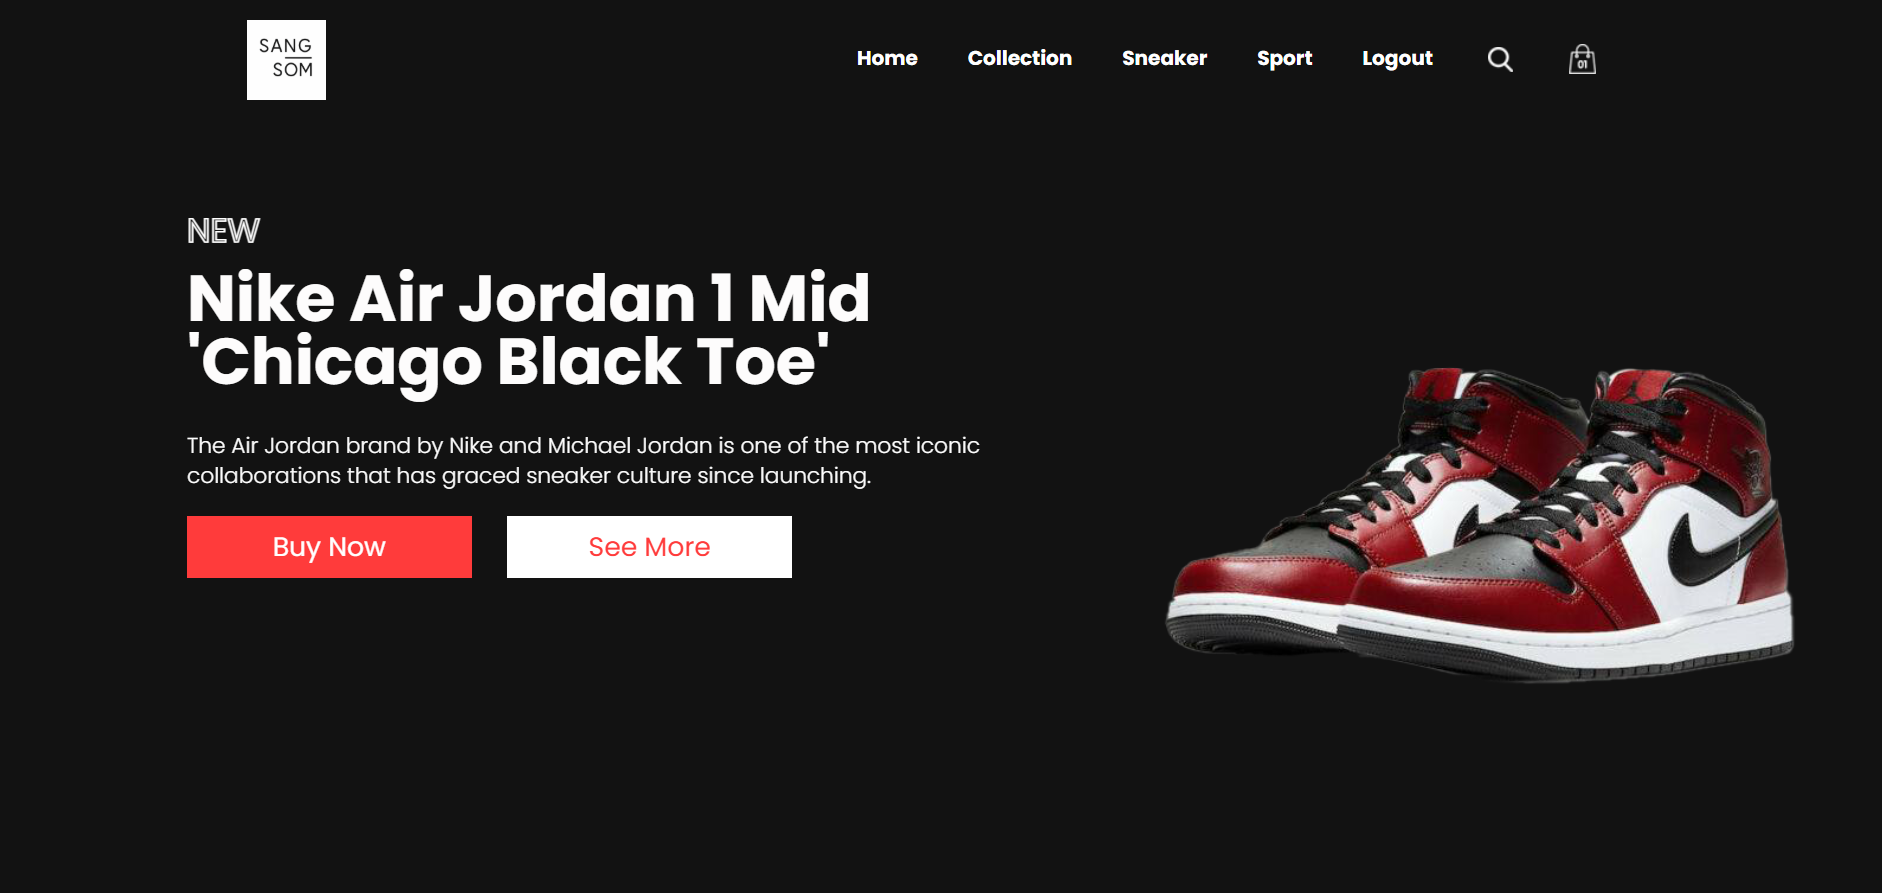 SANG
SOM
Home Collection Sneaker Sport Logout
01
NEW
Nike Air Jordan 1 Mid
'Chicago Black Toe'
The Air Jordan brand by Nike and Michael Jordan is one of the most iconic
collaborations that has graced sneaker culture since launching.
Buy Now See More